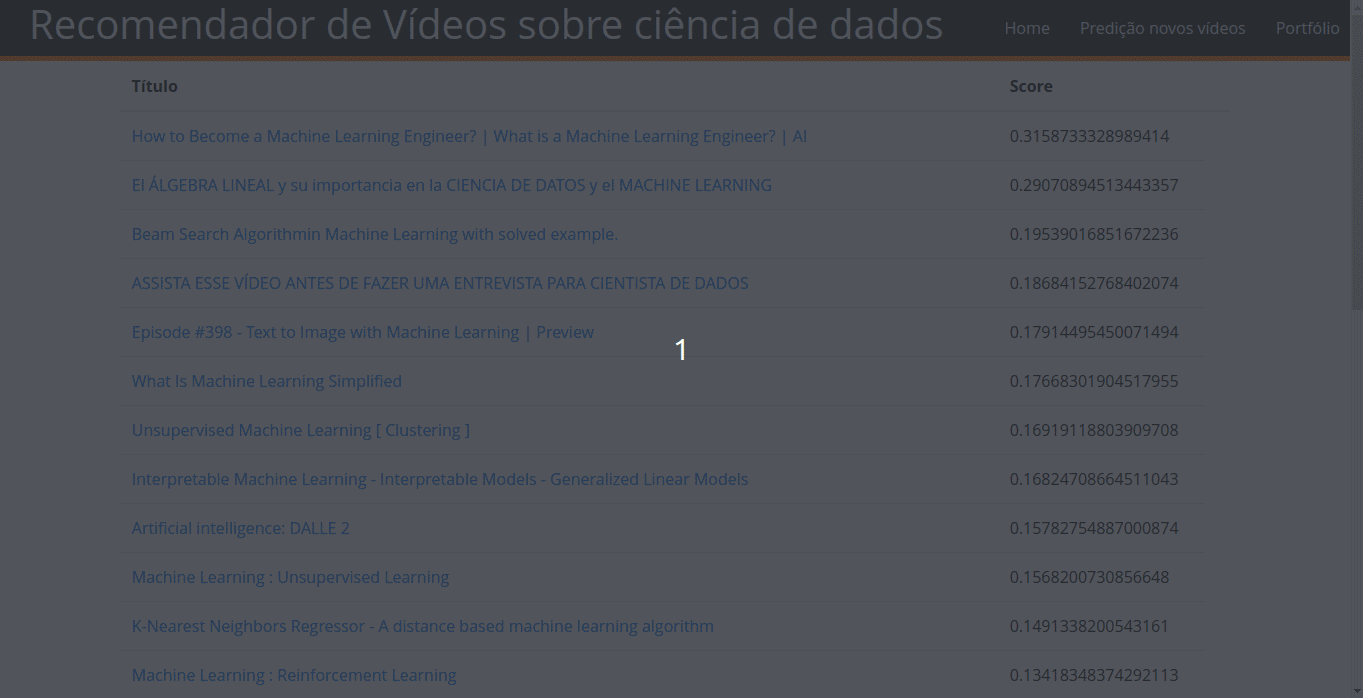 Recomendador de Vídeos sobre ciência de dados Home Predição novos vídeos Portfólio
Título Score
How to Become a Machine Learning Engineer? | What is a Machine Learning Engineer? | AI 0.3158733328989414
El ÁLGEBRA LINEAL y su importancia en la CIENCIA DE DATOS y el MACHINE LEARNING 0.29070894513443357
Beam Search Algorithmin Machine Learning with solved example. 0.19539016851672236
ASSISTA ESSE VÍDEO ANTES DE FAZER UMA ENTREVISTA PARA CIENTISTA DE DADOS 0.18684152768402074
Episode #398 - Text to Image with Machine Learning | Preview 0.17914495450071494
1
What Is Machine Learning Simplified 0.17668301904517955
Unsupervised Machine Learning [ Clustering ] 0.16919118803909708
Interpretable Machine Learning - Interpretable Models - Generalized Linear Models 0.16824708664511043
Artificial intelligence: DALLE 2 0.15782754887000874
Machine Learning : Unsupervised Learning 0.1568200730856648
K-Nearest Neighbors Regressor - A distance based machine learning algorithm 0.1491338200543161
Machine Learning : Reinforcement Learning 0.13418348374292113